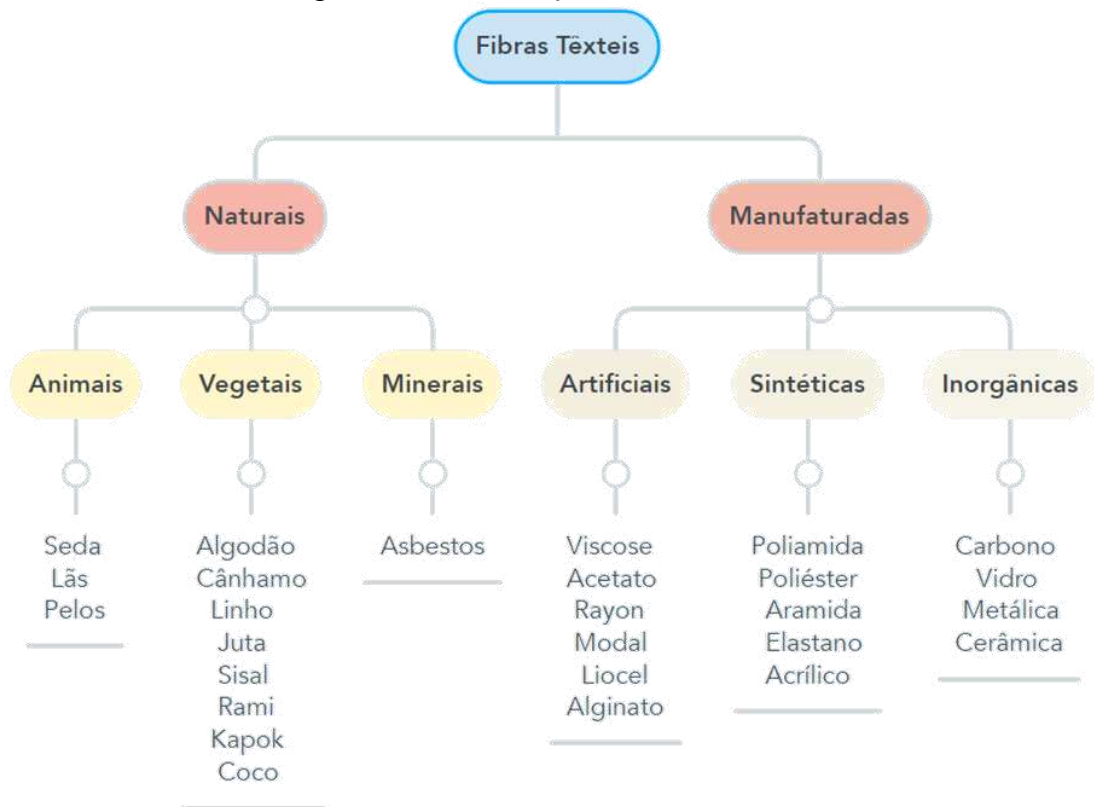 Fibras Têxteis
Naturais
Manufaturadas
Animais
Vegetais
Minerais
Artificiais
Sintéticas
Inorgânicas
Seda
Lãs
Pelos
Algodão
Cânhamo
Linho
Juta
Sisal
Rami
Kapok
Coco
Asbestos
Viscose
Acetato
Rayon
Modal
Liocel
Alginato
Poliamida
Poliéster
Aramida
Elastano
Acrílico
Carbono
Vidro
Metálica
Cerâmica